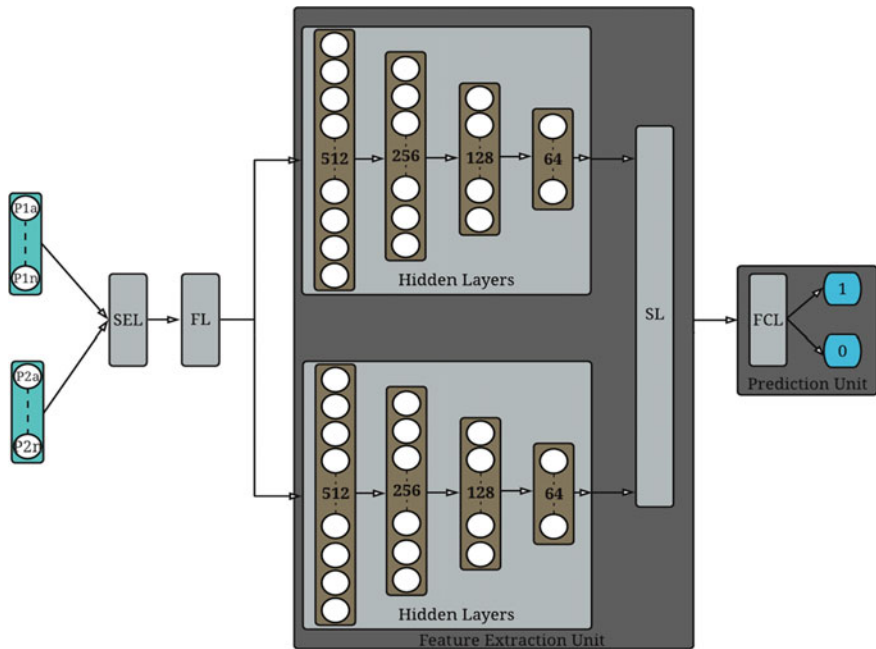 P1a
P1n
P2a
P2n
SEL
FL
512
256
128
64
Hidden Layers
512
256
128
64
Hidden Layers
SL
Feature Extraction Unit
FCL
1
0
Prediction Unit